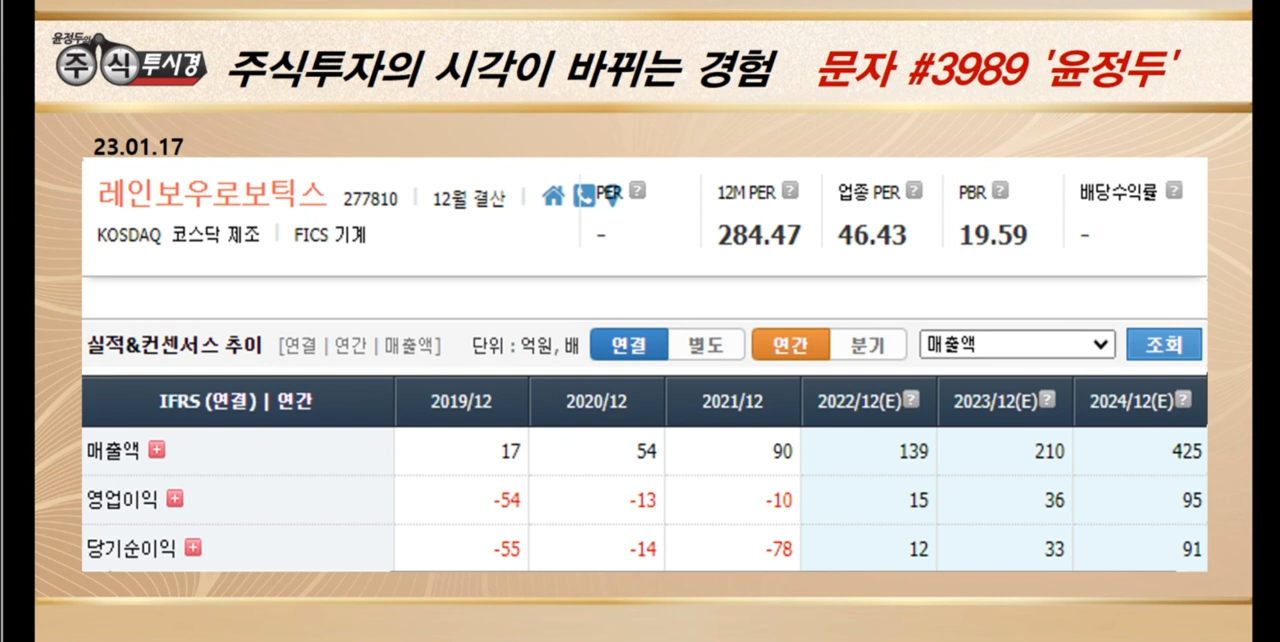 윤정두의
주식투시경
주식투자의 시각이 바뀌는 경험 문자 #3989 '윤정두'
23.01.17
레인보우로보틱스 277810 | 12월 결산 |
KOSDAQ 코스닥 제조 | FICS 기계
PER ? 12M PER ? 업종 PER ? PBR ? 배당수익률 ?
- 284.47 46.43 19.59 -
실적&컨센서스 추이 [연결 | 연간 | 매출액] 단위 : 억원, 배 연결 별도 연간 분기 매출액 조회
IFRS (연결) | 연간 2019/12 2020/12 2021/12 2022/12(E) ? 2023/12(E) ? 2024/12(E) ?
매출액 + 17 54 90 139 210 425
영업이익 + -54 -13 -10 15 36 95
당기순이익 + -55 -14 -78 12 33 91